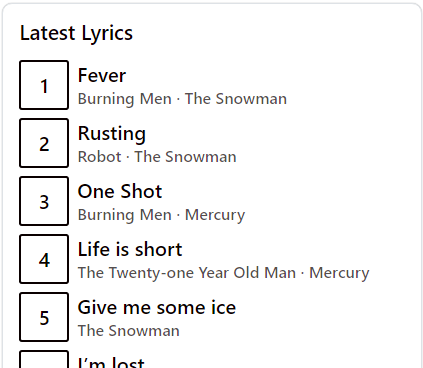 Latest Lyrics
1
Fever
Burning Men · The Snowman
2
Rusting
Robot · The Snowman
3
One Shot
Burning Men · Mercury
4
Life is short
The Twenty-one Year Old Man · Mercury
5
Give me some ice
The Snowman
I'm lost